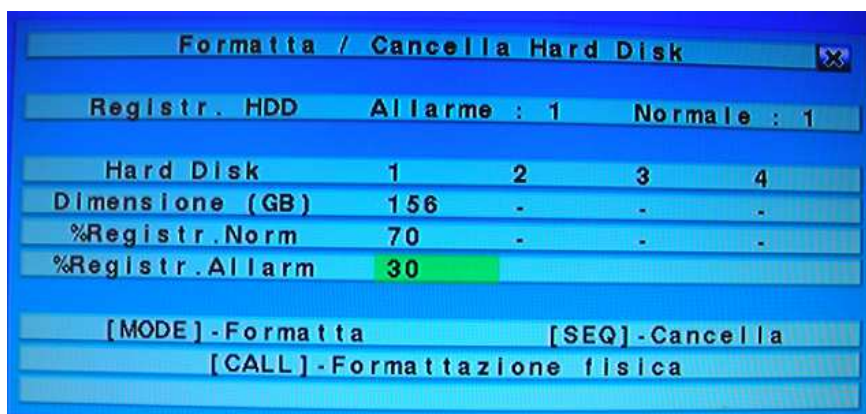 Formatta / Cancella Hard Disk
Registr. HDD Allarme : 1 Normale : 1
Hard Disk 1 2 3 4
Dimensione (GB) 156 - - -
%Registr.Norm 70 - - -
%Registr.Allarm 30
[MODE]-Formatta [SEQ]-Cancella
[CALL]-Formattazione fisica